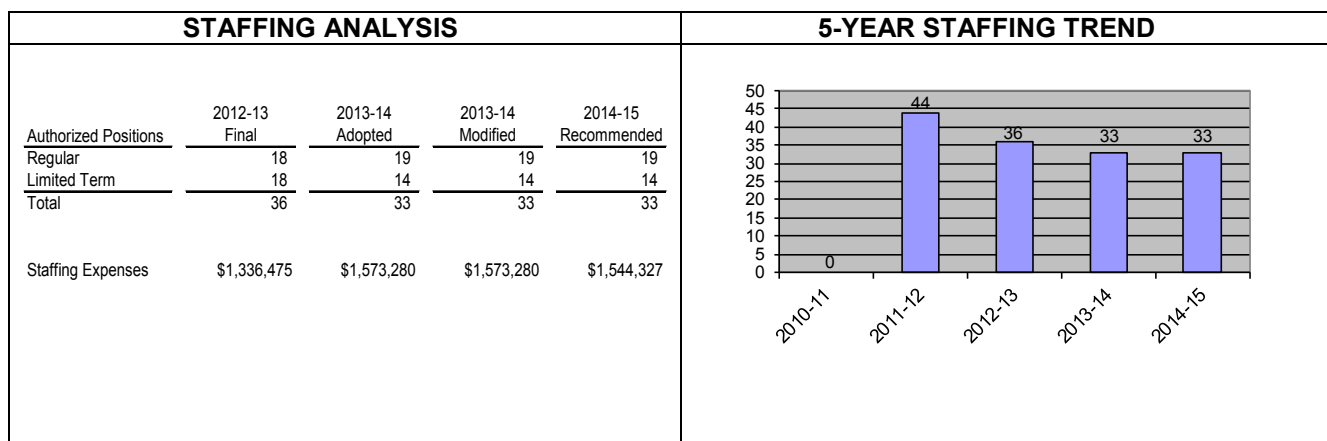 STAFFING ANALYSIS
5-YEAR STAFFING TREND
2012-13 2013-14 2013-14 2014-15
Authorized Positions Final Adopted Modified Recommended
Regular 18 19 19 19
Limited Term 18 14 14 14
Total 36 33 33 33
Staffing Expenses $1,336,475 $1,573,280 $1,573,280 $1,544,327
50
45
40
35
30
25
20
15
10
5
0
0
44
36
33
33
2010-11
2011-12
2012-13
2013-14
2014-15